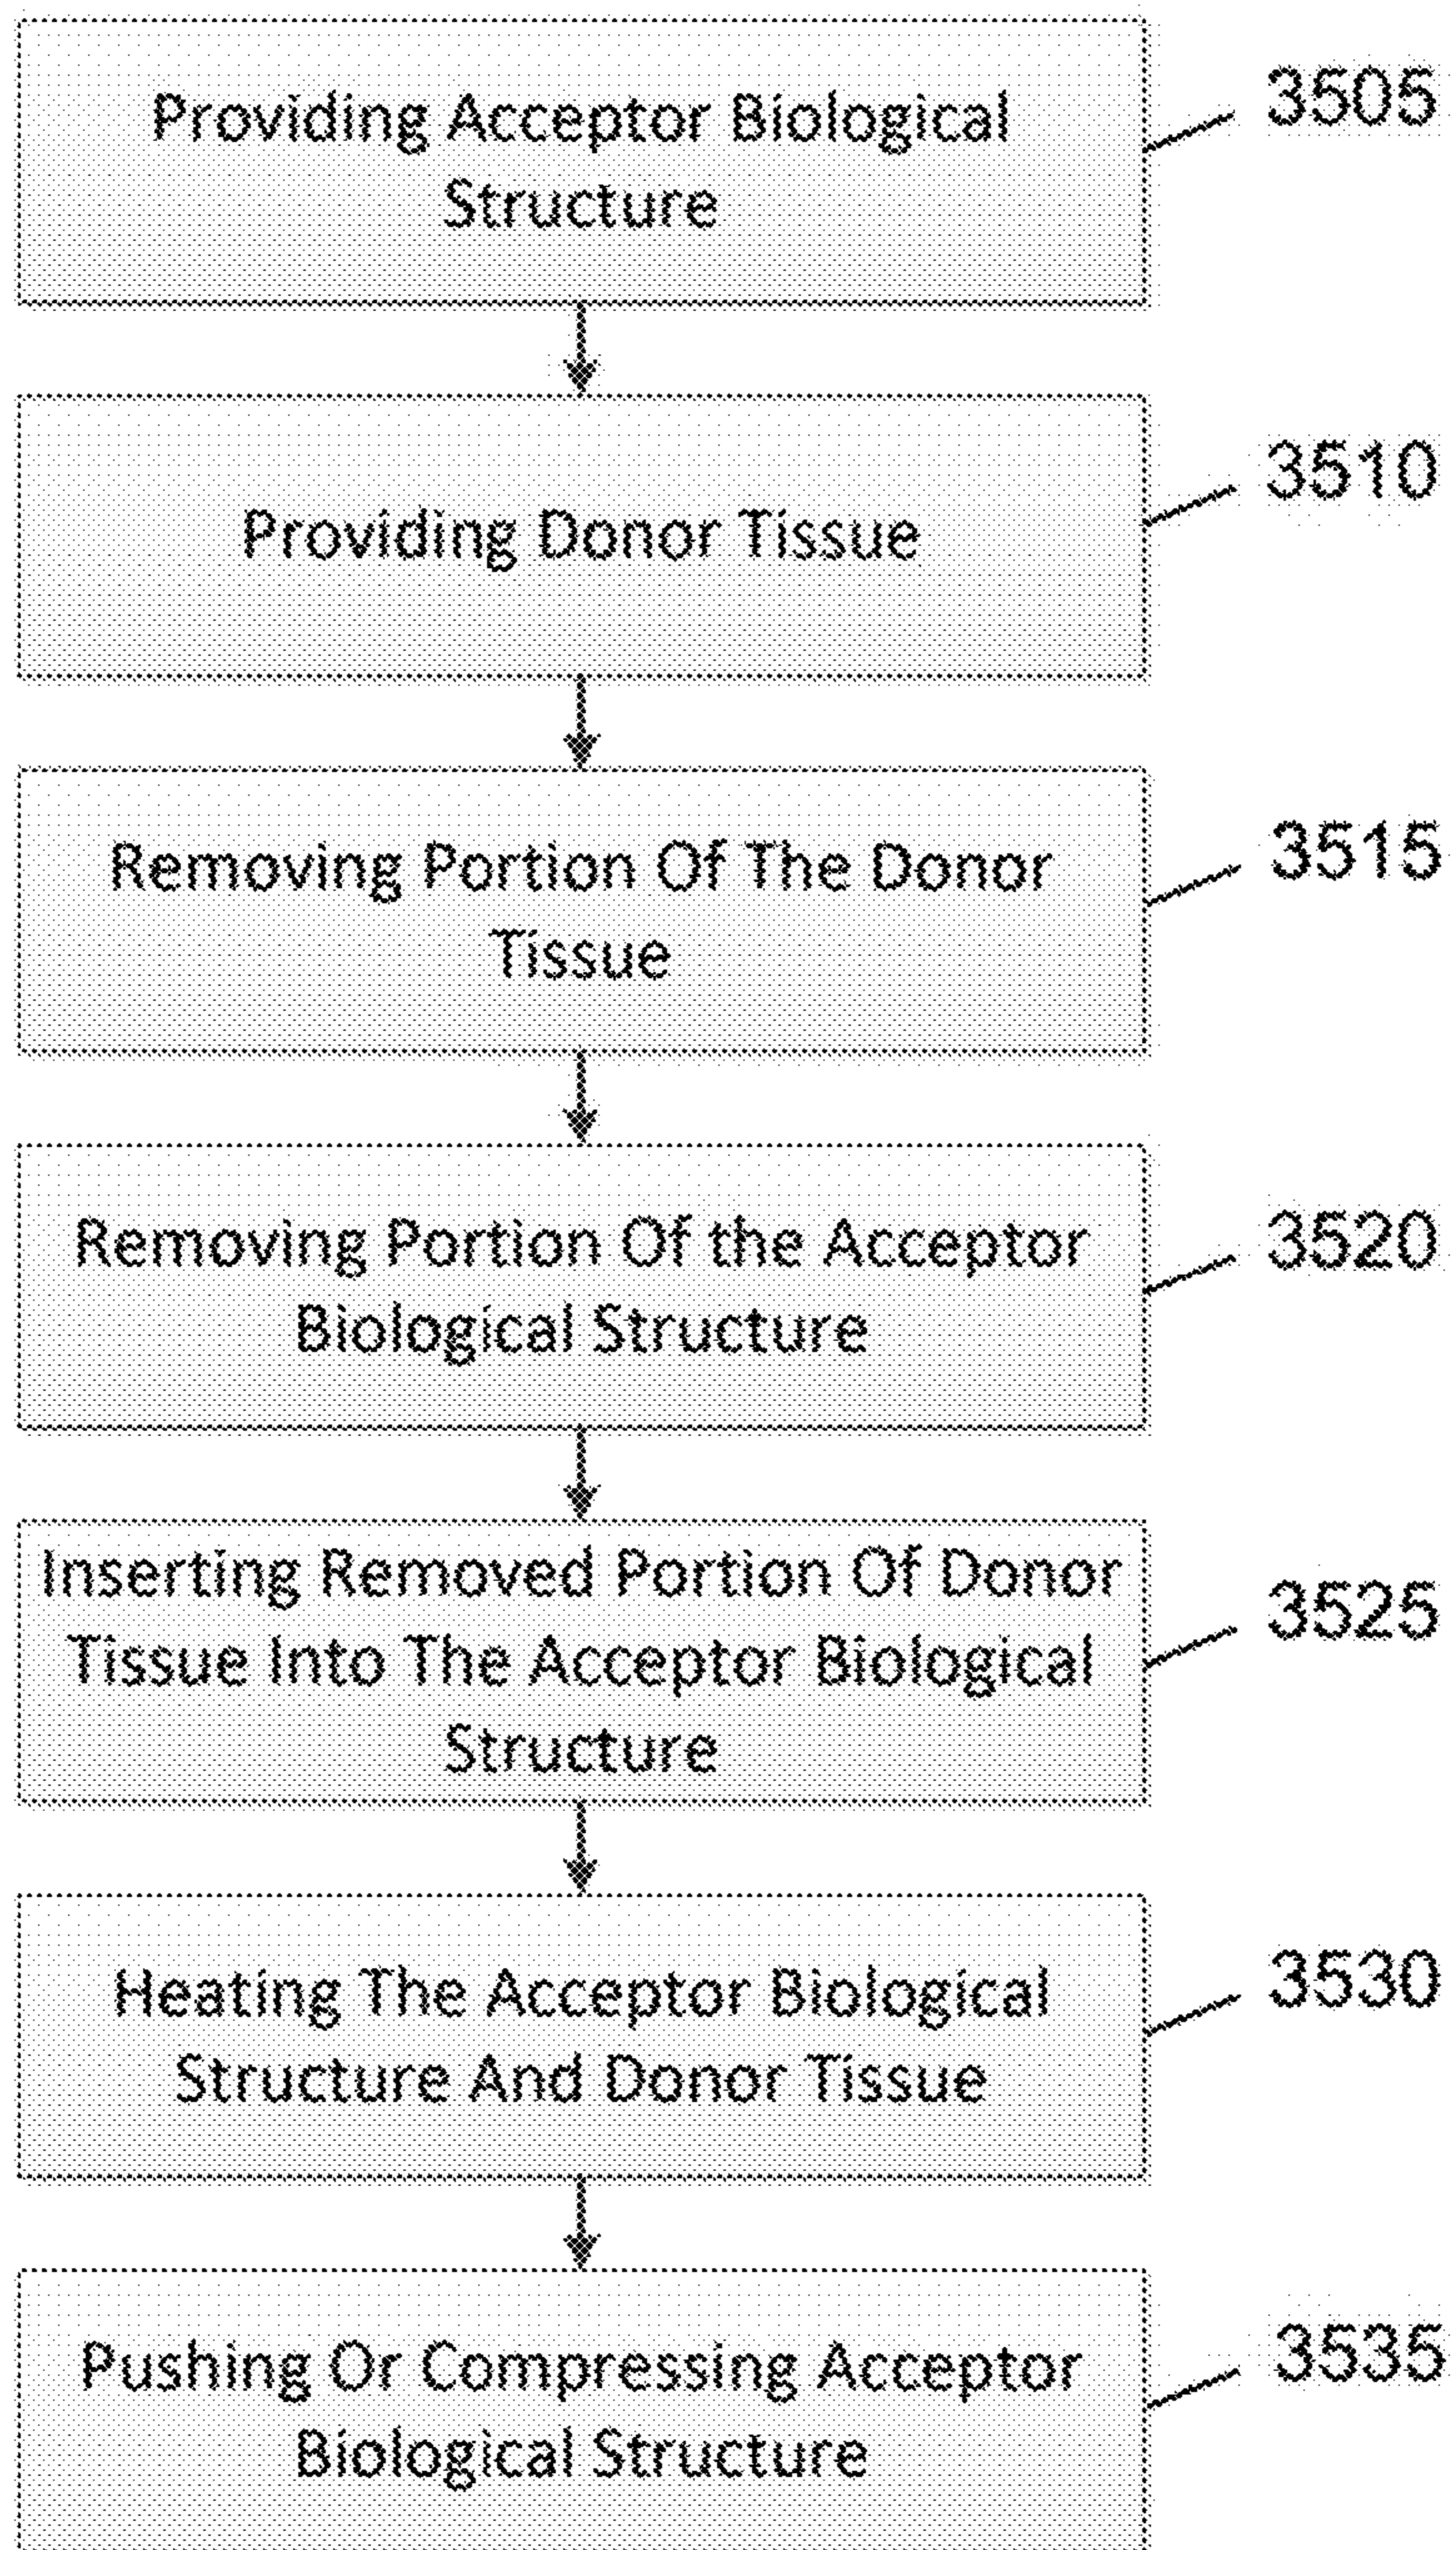 Providing Acceptor Biological
Structure
3505
Providing Donor Tissue
3510
Removing Portion Of The Donor
Tissue
3515
Removing Portion Of the Acceptor
Biological Structure
3520
Inserting Removed Portion Of Donor
Tissue Into The Acceptor Biological
Structure
3525
Heating The Acceptor Biological
Structure And Donor Tissue
3530
Pushing Or Compressing Acceptor
Biological Structure
3535